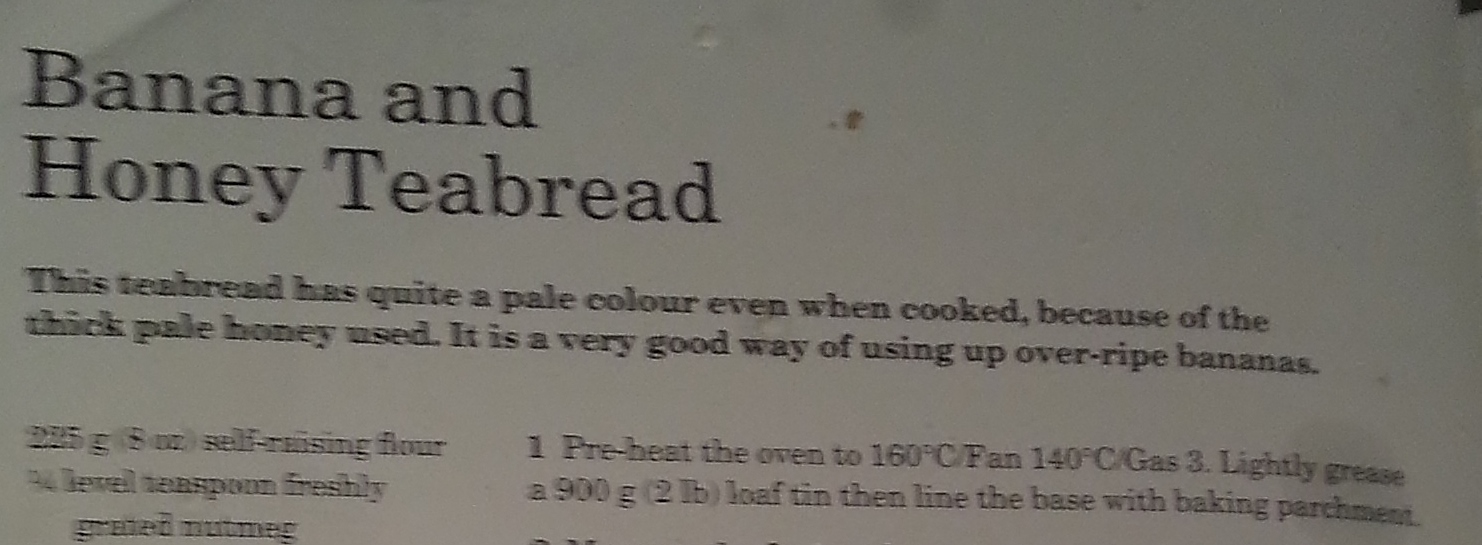 Banana and
Honey Teabread
This teabread has quite a pale colour even when cooked, because of the
thick pale honey used. It is a very good way of using up over-ripe bananas.
225 g (8 oz) self-raising flour
¼ level teaspoon freshly
grated nutmeg
1 Pre-heat the oven to 160°C/Fan 140°C/Gas 3. Lightly grease
a 900 g (2 lb) loaf tin then line the base with baking parchment.